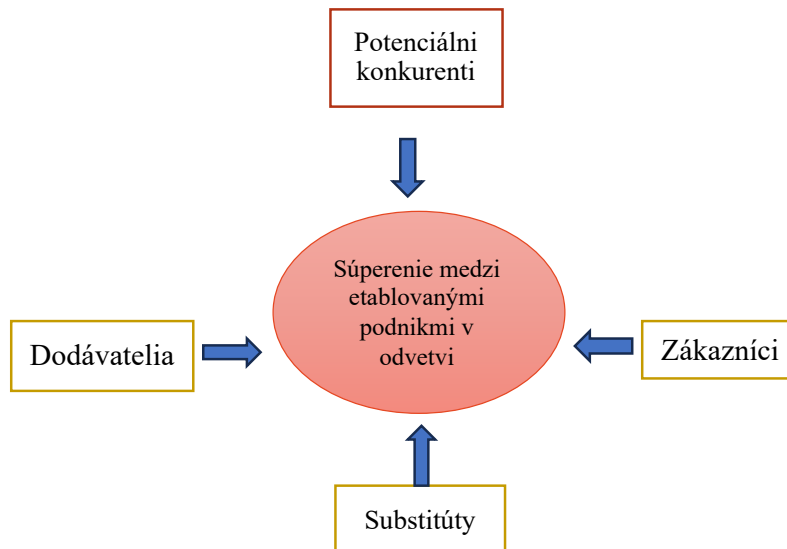 Potenciálni
konkurenti
Súperenie medzi
etablovanými
podnikmi v
odvetvi
Dodávatelia
Zákazníci
Substitúty